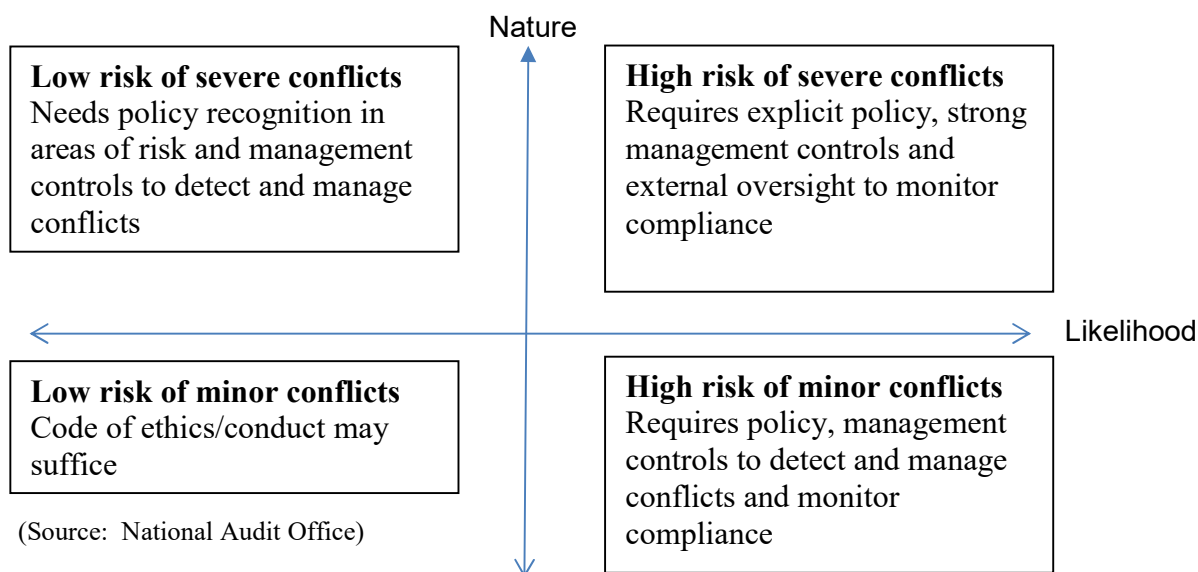 Nature
Low risk of severe conflicts
Needs policy recognition in
areas of risk and management
controls to detect and manage
conflicts
High risk of severe conflicts
Requires explicit policy, strong
management controls and
external oversight to monitor
compliance
Likelihood
Low risk of minor conflicts
Code of ethics/conduct may
suffice
High risk of minor conflicts
Requires policy, management
controls to detect and manage
conflicts and monitor
compliance
(Source:  National Audit Office)